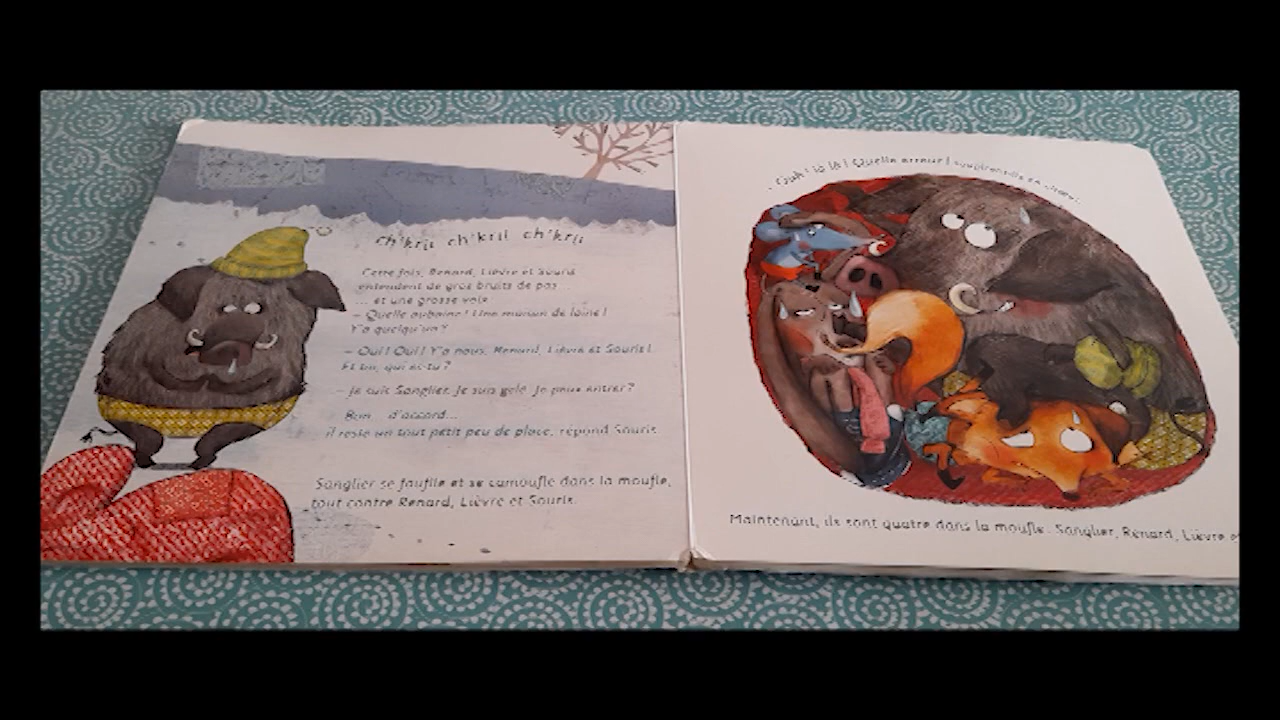 ch'krii ch'krii ch'krii
Cette fois, Renard, Lièvre et Souris
entendent de gros bruits de pas...
... et une grosse voix.
– Quelle aubaine ! Une maison de laine !
Y'a quelqu'un ?
– Oui ! Oui ! Y'a nous, Renard, Lièvre et Souris !
Et toi, qui es-tu ?
– Je suis Sanglier. Je suis gelé. Je peux entrer ?
Bon... d'accord...
il reste un tout petit peu de place, répond Souris.
Sanglier se faufile et se camoufle dans la moufle,
tout contre Renard, Lièvre et Souris.
Ouh ! là là ! Quelle erreur !
Maintenant, ils sont quatre dans la moufle : Sanglier, Renard, Lièvre